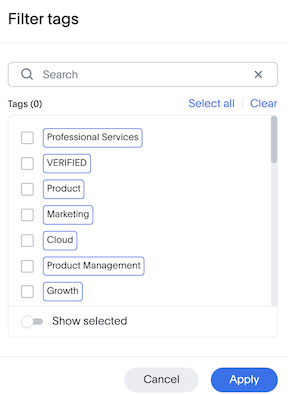 Filter tags
Search
Tags (0)
Select all
Clear
Professional Services
VERIFIED
Product
Marketing
Cloud
Product Management
Growth
Show selected
Cancel
Apply